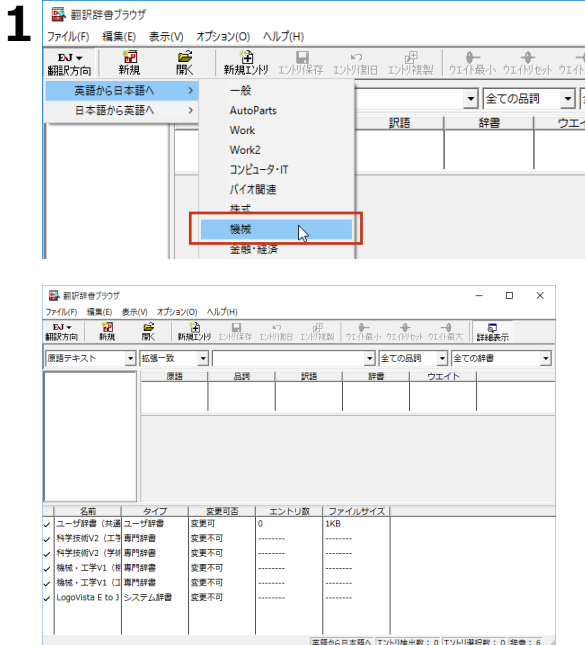 1
翻訳辞書ブラウザ
ファイル(F) 編集(E) 表示(V) オプション(O) ヘルプ(H)
EJ
翻訳方向 新規 開く 新規エントリ エントリ保存 エントリ複製 ウエイト最小 ウエイトリセット
英語から日本語へ > 一般
日本語から英語へ > AutoParts
全ての品詞
訳語 辞書
Work
Work2
コンピュータ・IT
バイオ関連
株式
機械
金融・経済
翻訳辞書ブラウザ
ファイル(F) 編集(E) 表示(V) オプション(O) ヘルプ(H)
EJ
翻訳方向 新規 開く 新規エントリ エントリ保存 エントリ複製 ウエイト最小 ウエイトリセット ウエイト最大 詳細表示
原語テキスト 拡張一致 全ての品詞 全ての辞書
原語 品詞 訳語 辞書 ウエイト
名前 タイプ 変更可否 エントリ数 ファイルサイズ
ユーザ辞書（共通 ユーザ辞書 変更可 0 1KB
科学技術V2（工学 専門辞書 変更不可 -------- --------
科学技術V2（学術 専門辞書 変更不可 -------- --------
機械・工学V1（機 専門辞書 変更不可 -------- --------
機械・工学V1（工 専門辞書 変更不可 -------- --------
LogoVista E to J システム辞書 変更不可 -------- --------
英語から日本語へ エントリ検出数：0 エントリ選択数：0 辞書：6